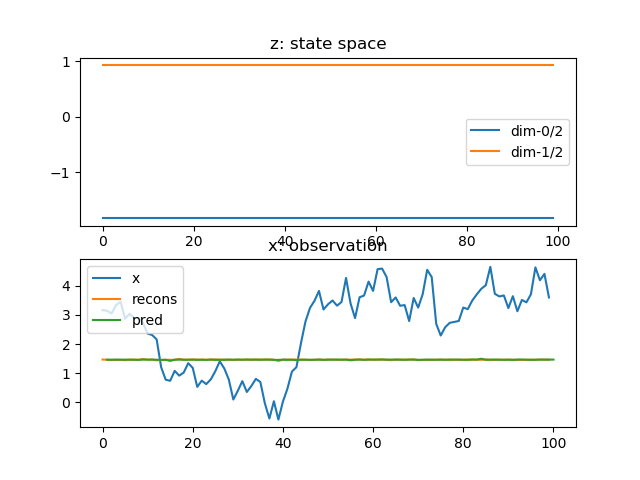 z: state space
1
0
−1
dim-0/2
dim-1/2
0 20 40 60 80 100
x: observation
4
3
2
1
0
x
recons
pred
0 20 40 60 80 100